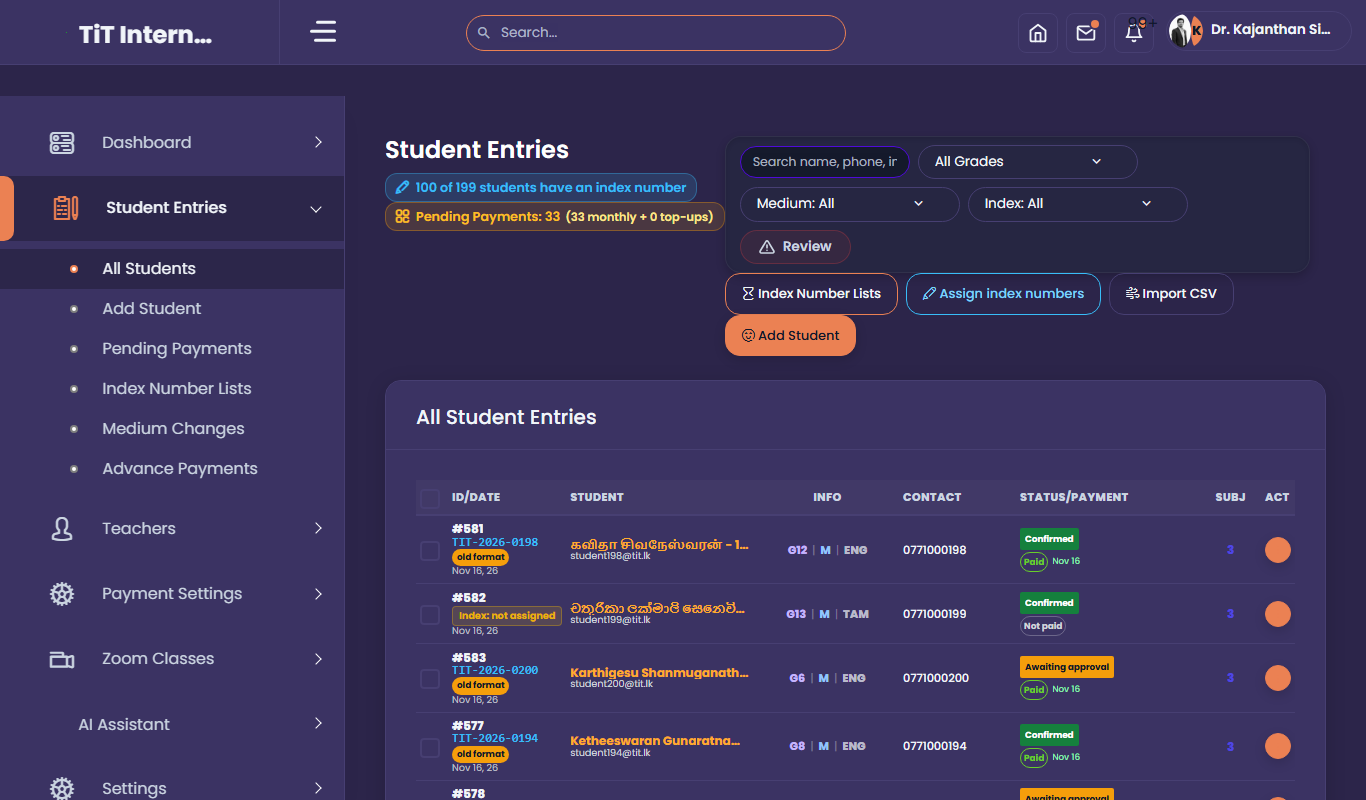 TiT Intern...
Search...
99+
K
Dr. Kajanthan Si...
Dashboard
Student Entries
All Students
Add Student
Pending Payments
Index Number Lists
Medium Changes
Advance Payments
Teachers
Payment Settings
Zoom Classes
AI Assistant
Settings
Student Entries
100 of 199 students have an index number
Pending Payments: 33 (33 monthly + 0 top-ups)
Search name, phone, in
All Grades
Medium: All
Index: All
Review
Index Number Lists
Assign index numbers
Import CSV
Add Student
All Student Entries
ID/DATE STUDENT INFO CONTACT STATUS/PAYMENT SUBJ ACT
#581
TIT-2026-0198
old format
Nov 16, 26
கவிதா சிவநேஸ்வரன் - 1...
student198@tit.lk
G12 | M | ENG
0771000198
Confirmed
Paid Nov 16
3
#582
Index: not assigned
Nov 16, 26
චතුරිකා ලක්මාලි සෙනෙවි...
student199@tit.lk
G13 | M | TAM
0771000199
Confirmed
Not paid
3
#583
TIT-2026-0200
old format
Nov 16, 26
Karthigesu Shanmuganath...
student200@tit.lk
G6 | M | ENG
0771000200
Awaiting approval
Paid Nov 16
3
#577
TIT-2026-0194
old format
Nov 16, 26
Ketheeswaran Gunaratna...
student194@tit.lk
G8 | M | ENG
0771000194
Confirmed
Paid Nov 16
3
#578
Awaiting approval